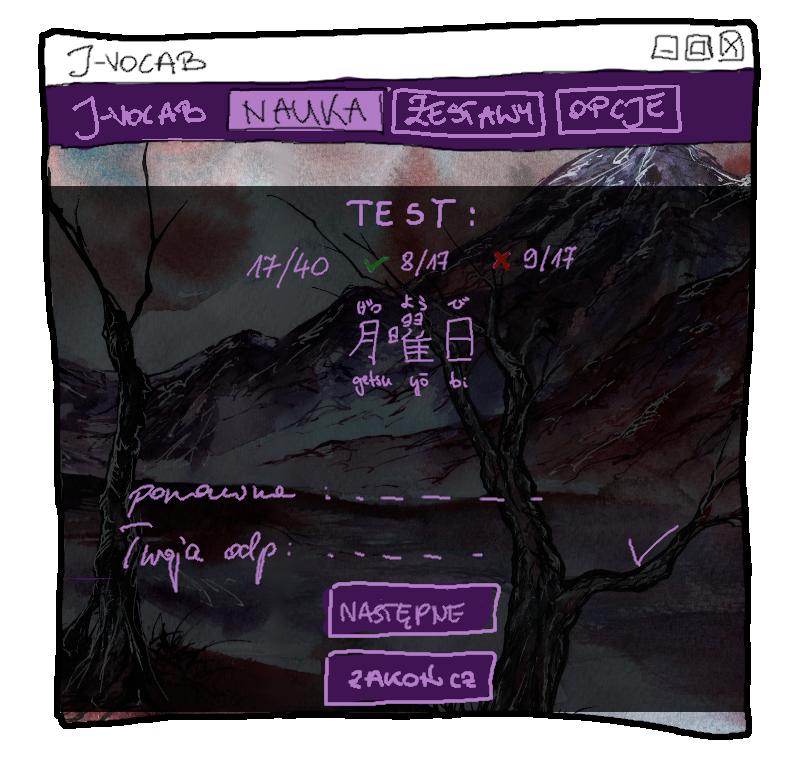 J-VOCAB
J-VOCAB NAUKA ZESTAWY OPCJE
TEST:
17/40 ✓ 8/17 ✗ 9/17
げつ よう び
月曜日
getsu yō bi
:
Twoja odp:
NASTĘPNE
ZAKOŃCZ